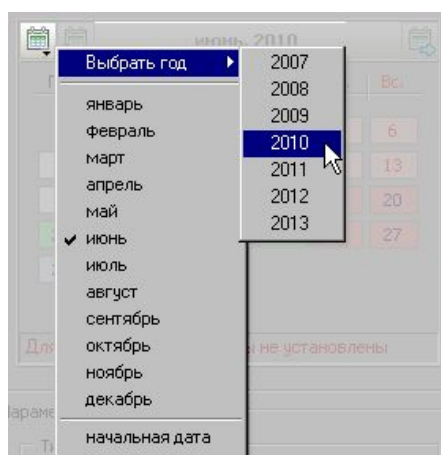 июнь, 2010
Выбрать год
2007
2008
2009
2010
2011
2012
2013
январь
февраль
март
апрель
май
июнь
июль
август
сентябрь
октябрь
ноябрь
декабрь
начальная дата
Вс.
6
13
20
27
Для
не установлены